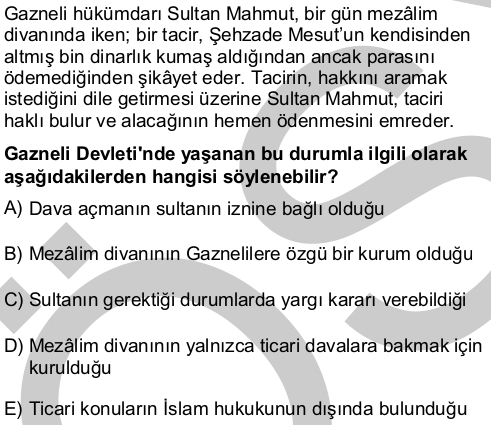 Gazneli hükümdarı Sultan Mahmut, bir gün mezâlim
divanında iken; bir tacir, Şehzade Mesut'un kendisinden
altmış bin dinarlık kumaş aldığından ancak parasını
ödemediğinden şikâyet eder. Tacirin, hakkını aramak
istediğini dile getirmesi üzerine Sultan Mahmut, taciri
haklı bulur ve alacağının hemen ödenmesini emreder.
Gazneli Devleti'nde yaşanan bu durumla ilgili olarak
aşağıdakilerden hangisi söylenebilir?
A) Dava açmanın sultanın iznine bağlı olduğu
B) Mezâlim divanının Gaznelilere özgü bir kurum olduğu
C) Sultanın gerektiği durumlarda yargı kararı verebildiği
D) Mezâlim divanının yalnızca ticari davalara bakmak için
kurulduğu
E) Ticari konuların İslam hukukunun dışında bulunduğu